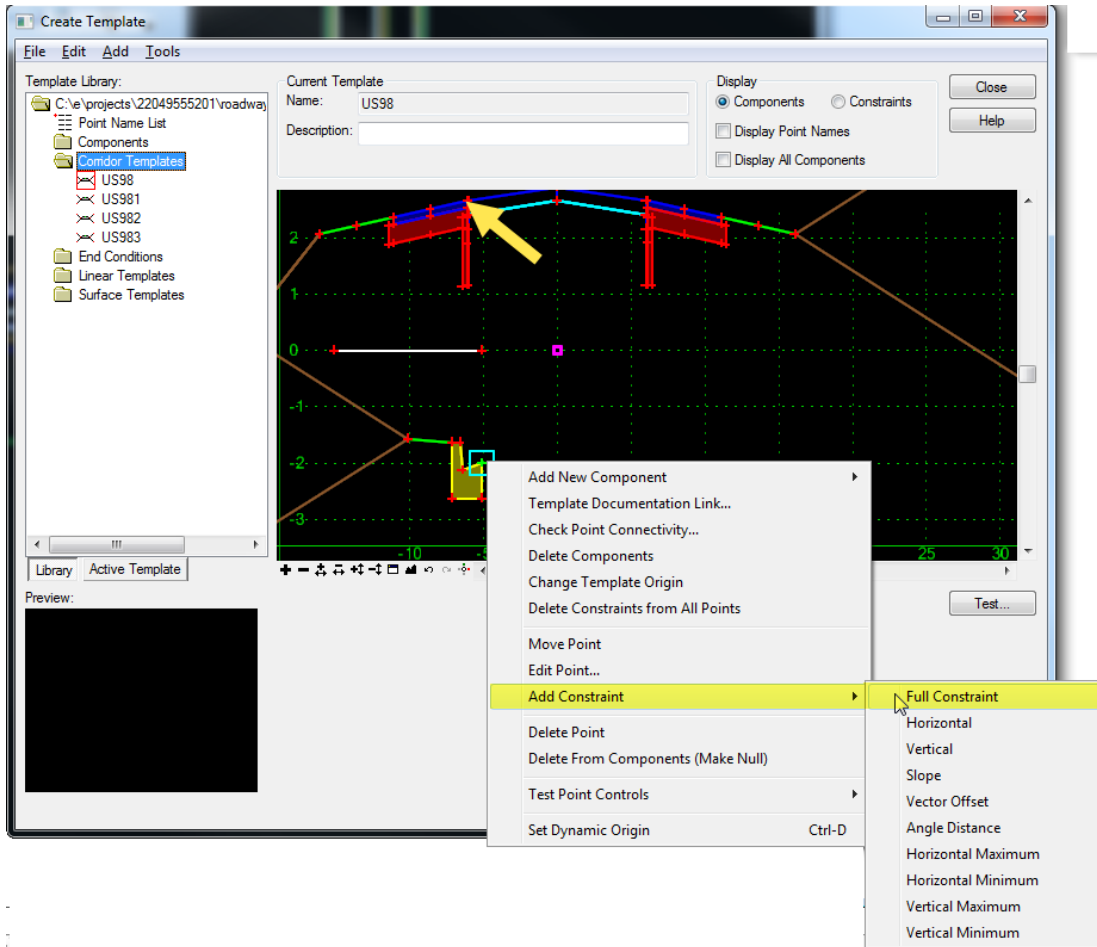 Create Template
File Edit Add Tools
Template Library:
C:\e\projects\22049555201\roadway
Point Name List
Components
Corridor Templates
US98
US981
US982
US983
End Conditions
Linear Templates
Surface Templates
Library Active Template
Preview:
Current Template
Name: US98
Description:
Display
Components Constraints
Display Point Names
Display All Components
Close
Help
2
1
0
-1
-2
-3
-10 -5 25 30
Test...
Add New Component
Template Documentation Link...
Check Point Connectivity...
Delete Components
Change Template Origin
Delete Constraints from All Points
Move Point
Edit Point...
Add Constraint
Delete Point
Delete From Components (Make Null)
Test Point Controls
Set Dynamic Origin Ctrl-D
Full Constraint
Horizontal
Vertical
Slope
Vector Offset
Angle Distance
Horizontal Maximum
Horizontal Minimum
Vertical Maximum
Vertical Minimum